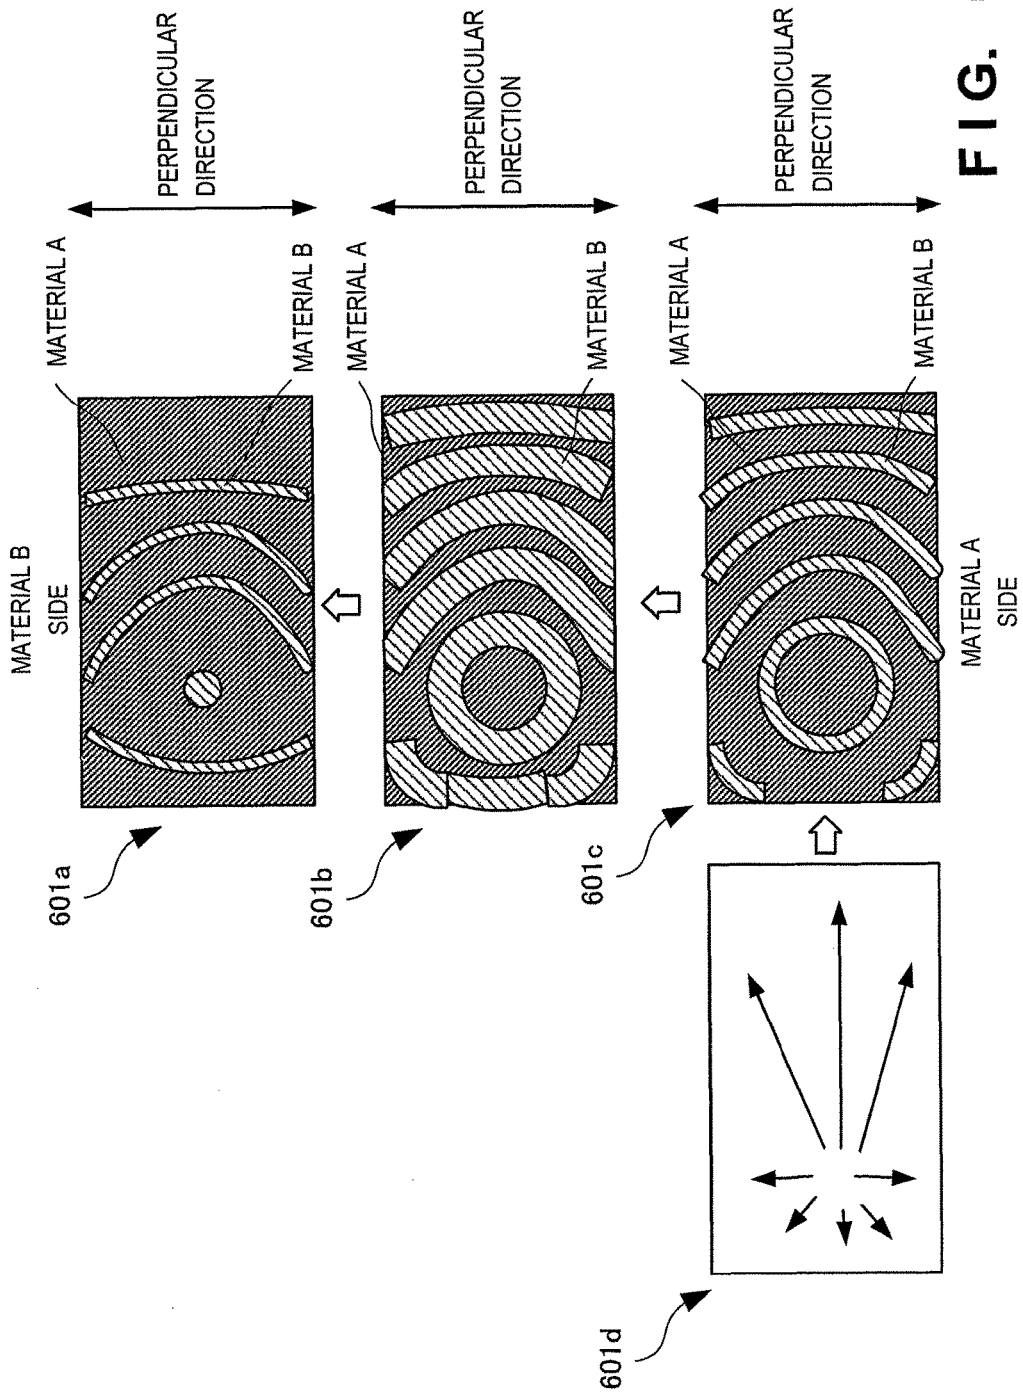 MATERIAL B
SIDE
601a
MATERIAL A
MATERIAL B
PERPENDICULAR
DIRECTION
601b
MATERIAL A
MATERIAL B
PERPENDICULAR
DIRECTION
601d
601c
MATERIAL A
MATERIAL B
PERPENDICULAR
DIRECTION
MATERIAL A
SIDE
FIG.